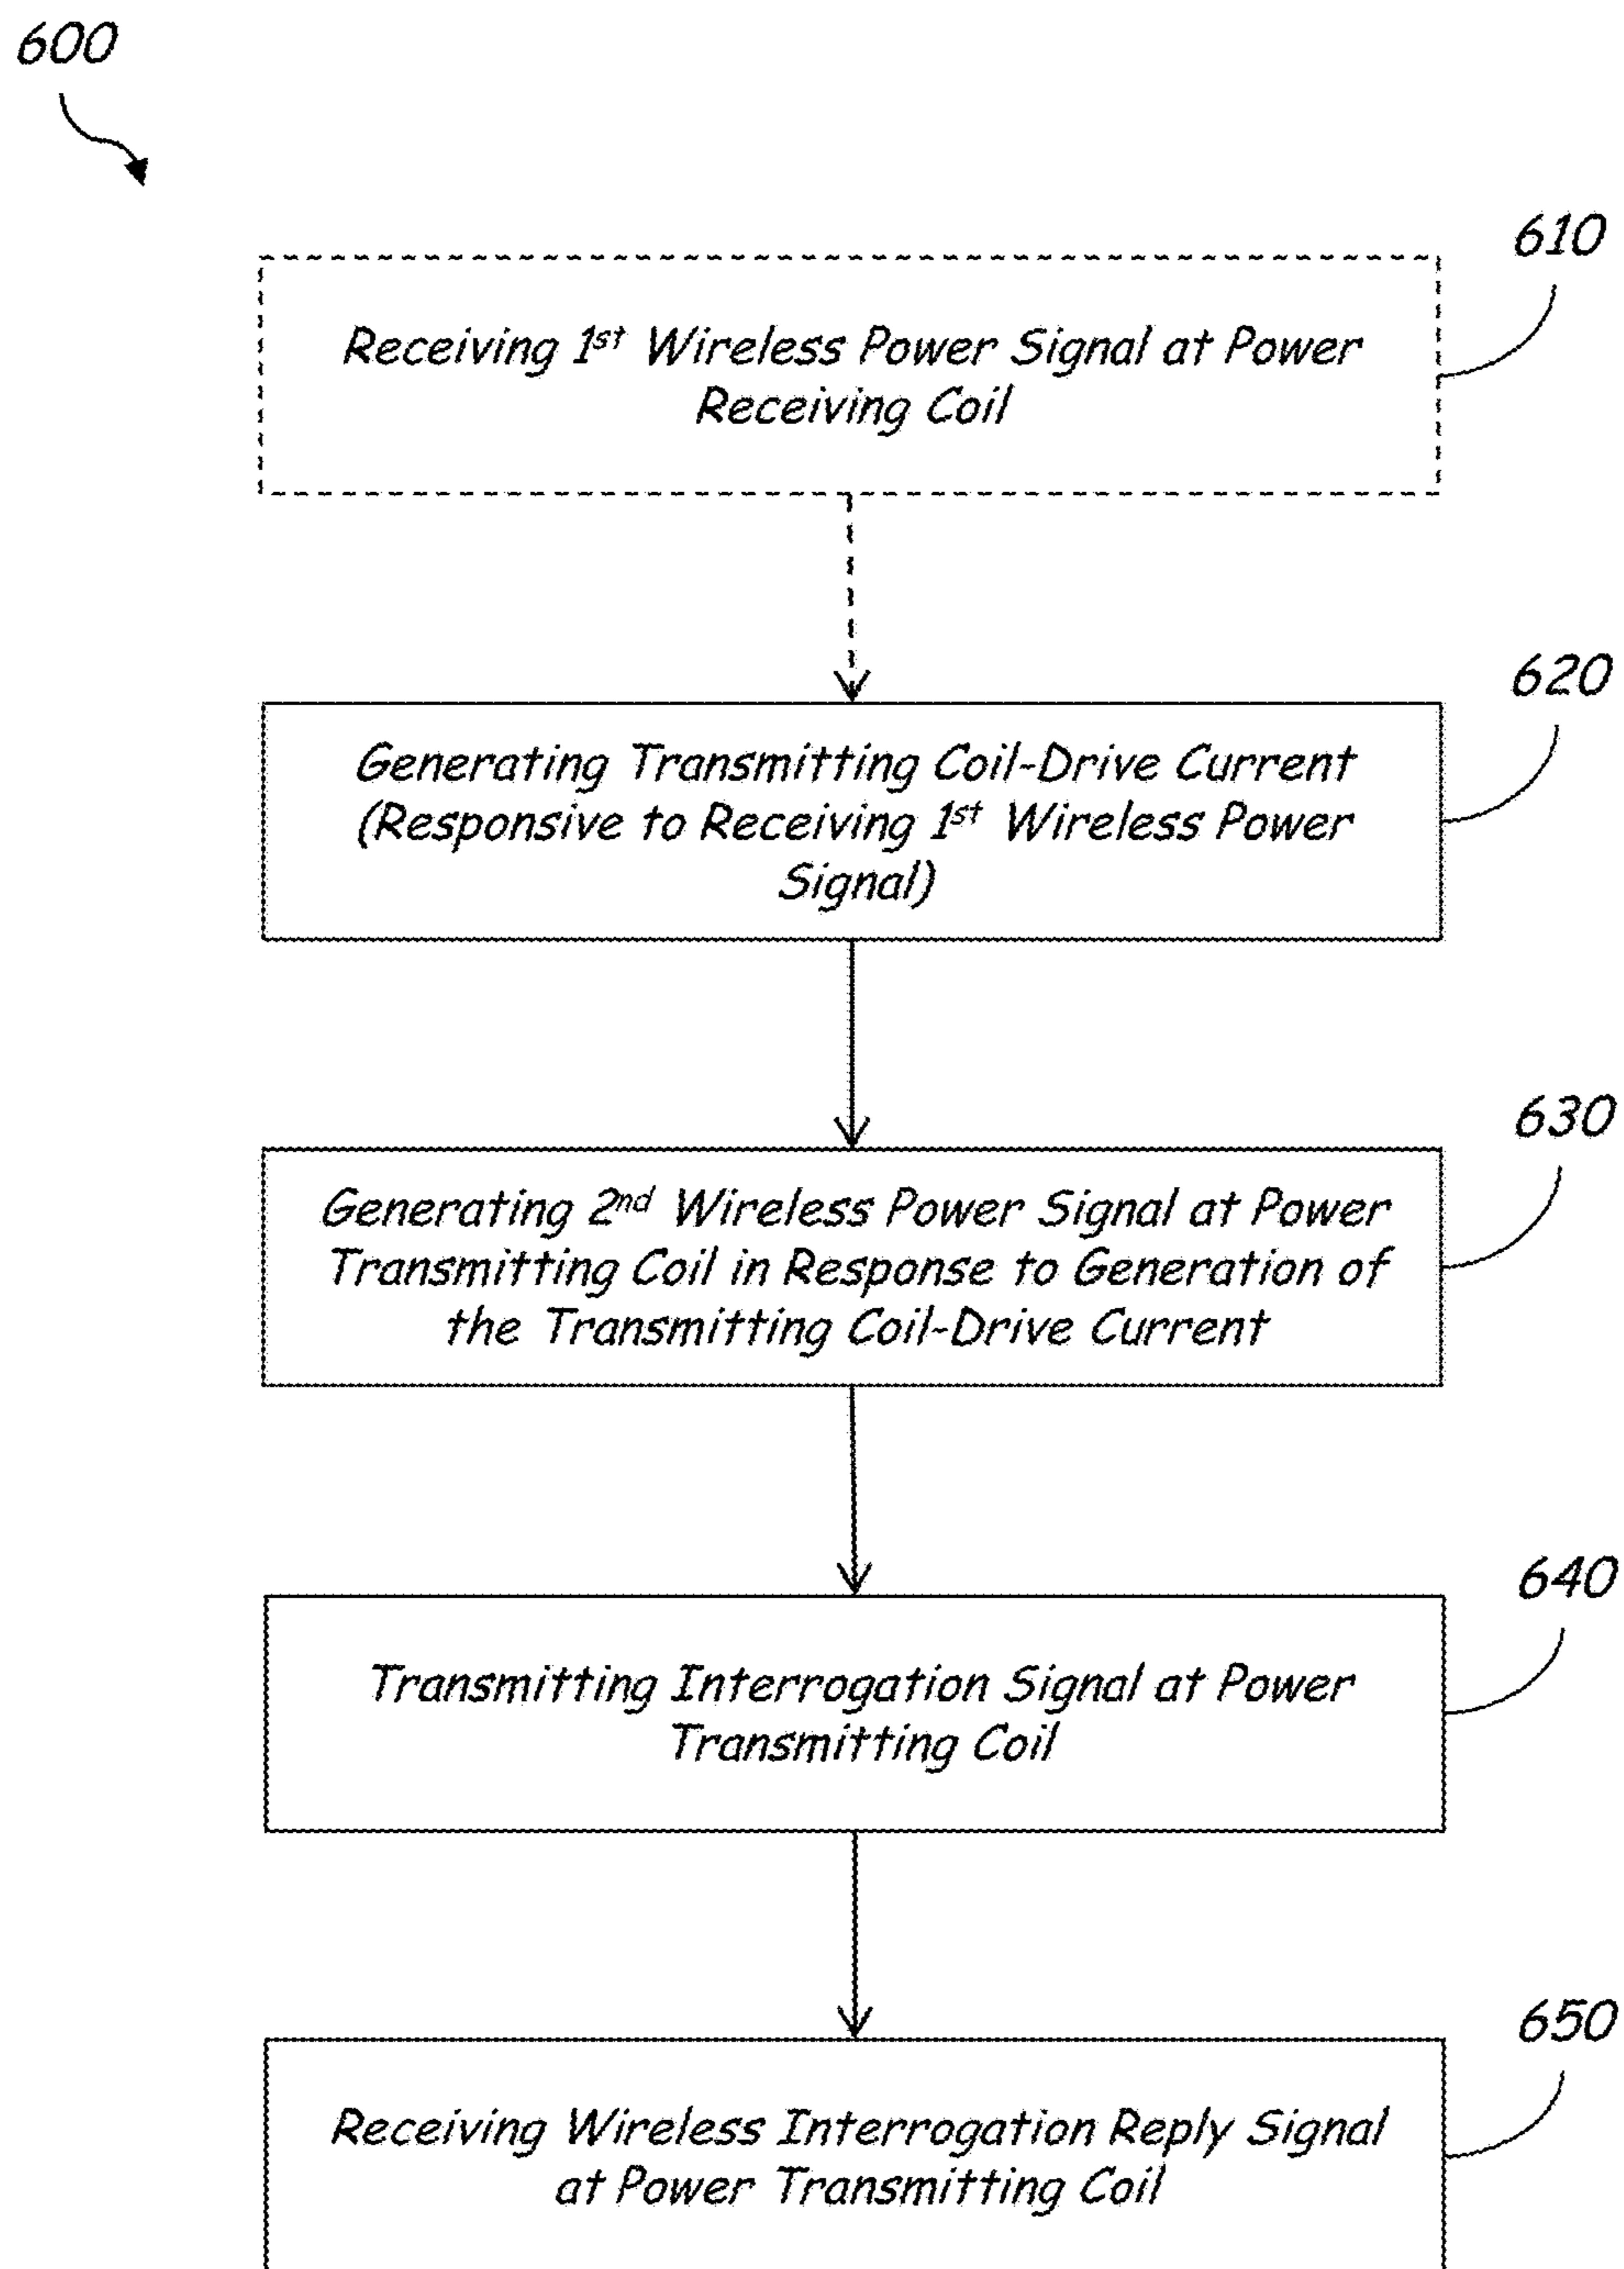 600
610
Receiving 1st Wireless Power Signal at Power
Receiving Coil
620
Generating Transmitting Coil-Drive Current
(Responsive to Receiving 1st Wireless Power
Signal)
630
Generating 2nd Wireless Power Signal at Power
Transmitting Coil in Response to Generation of
the Transmitting Coil-Drive Current
640
Transmitting Interrogation Signal at Power
Transmitting Coil
650
Receiving Wireless Interrogation Reply Signal
at Power Transmitting Coil